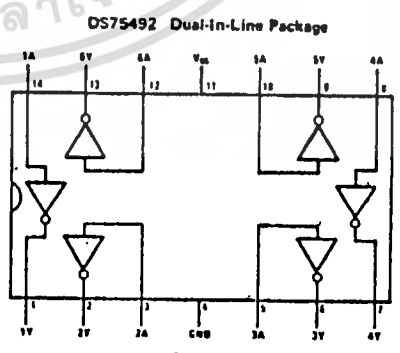 DS75492 Dual-In-Line Package
1A 6Y 6A Vss 5A 5Y 4A
14 13 12 11 10 9 8
1 2 3 4 5 6 7
1Y 2Y 2A GND 3A 3Y 4Y